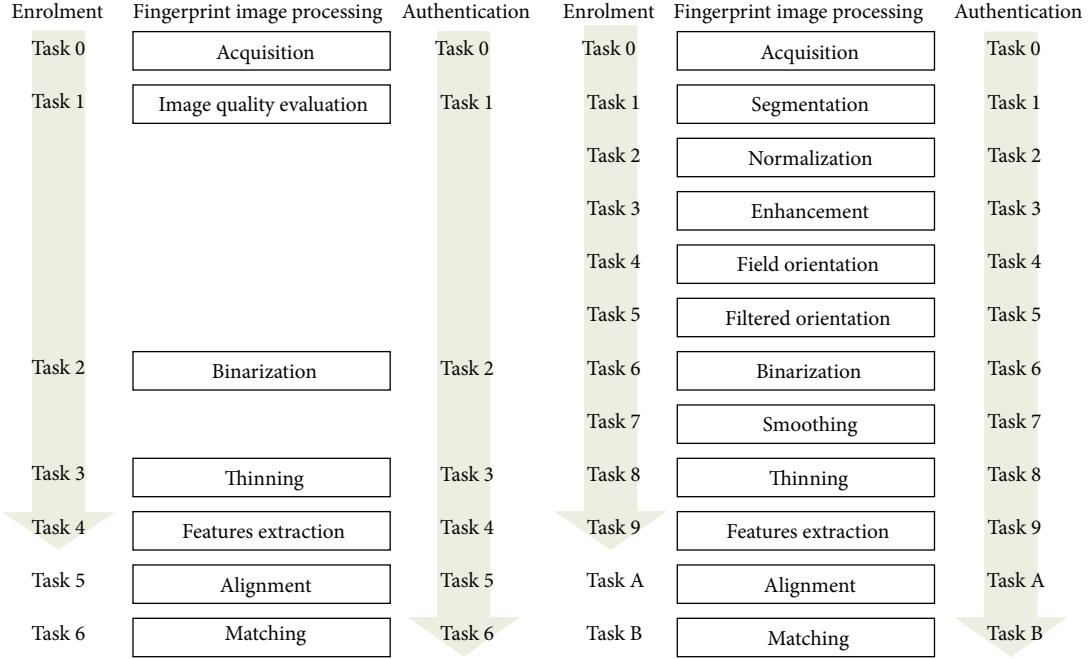 Enrolment Fingerprint image processing Authentication Enrolment Fingerprint image processing Authentication
Task 0 Acquisition Task 0 Task 0 Acquisition Task 0
Task 1 Image quality evaluation Task 1 Task 1 Segmentation Task 1
Task 2 Normalization Task 2
Task 3 Enhancement Task 3
Task 4 Field orientation Task 4
Task 5 Filtered orientation Task 5
Task 2 Binarization Task 2 Task 6 Binarization Task 6
Task 7 Smoothing Task 7
Task 3 Thinning Task 3 Task 8 Thinning Task 8
Task 4 Features extraction Task 4 Task 9 Features extraction Task 9
Task 5 Alignment Task 5 Task A Alignment Task A
Task 6 Matching Task 6 Task B Matching Task B